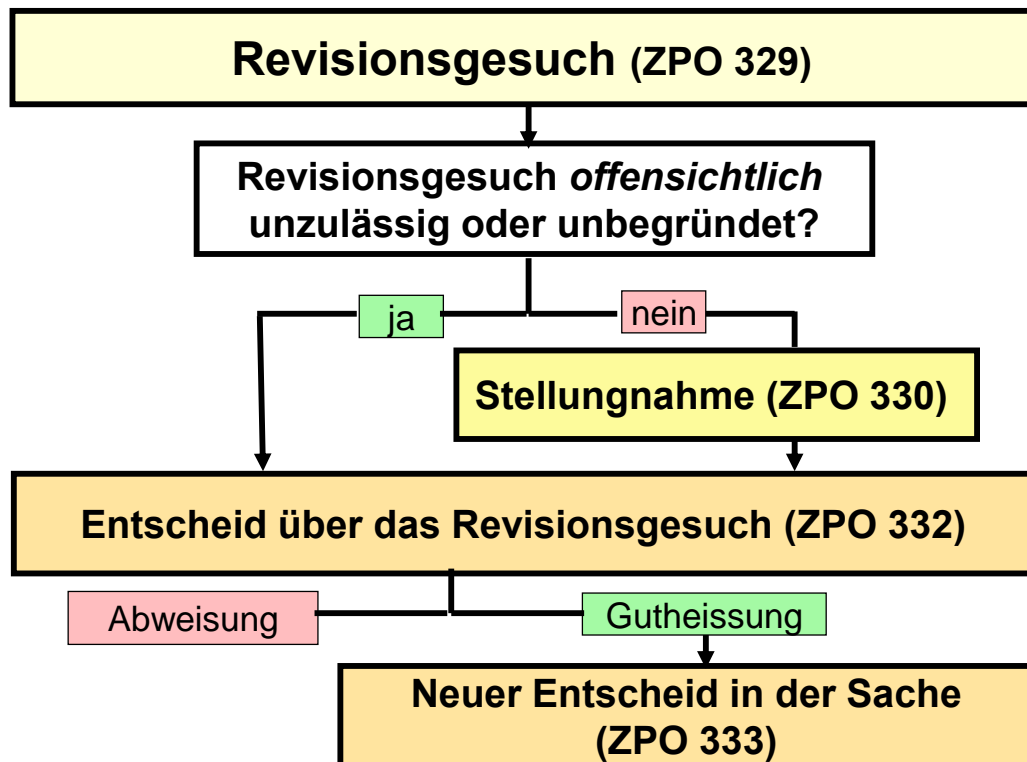 Revisionsgesuch (ZPO 329)
Revisionsgesuch offensichtlich
unzulässig oder unbegründet?
ja
nein
Stellungnahme (ZPO 330)
Entscheid über das Revisionsgesuch (ZPO 332)
Abweisung
Gutheissung
Neuer Entscheid in der Sache
(ZPO 333)